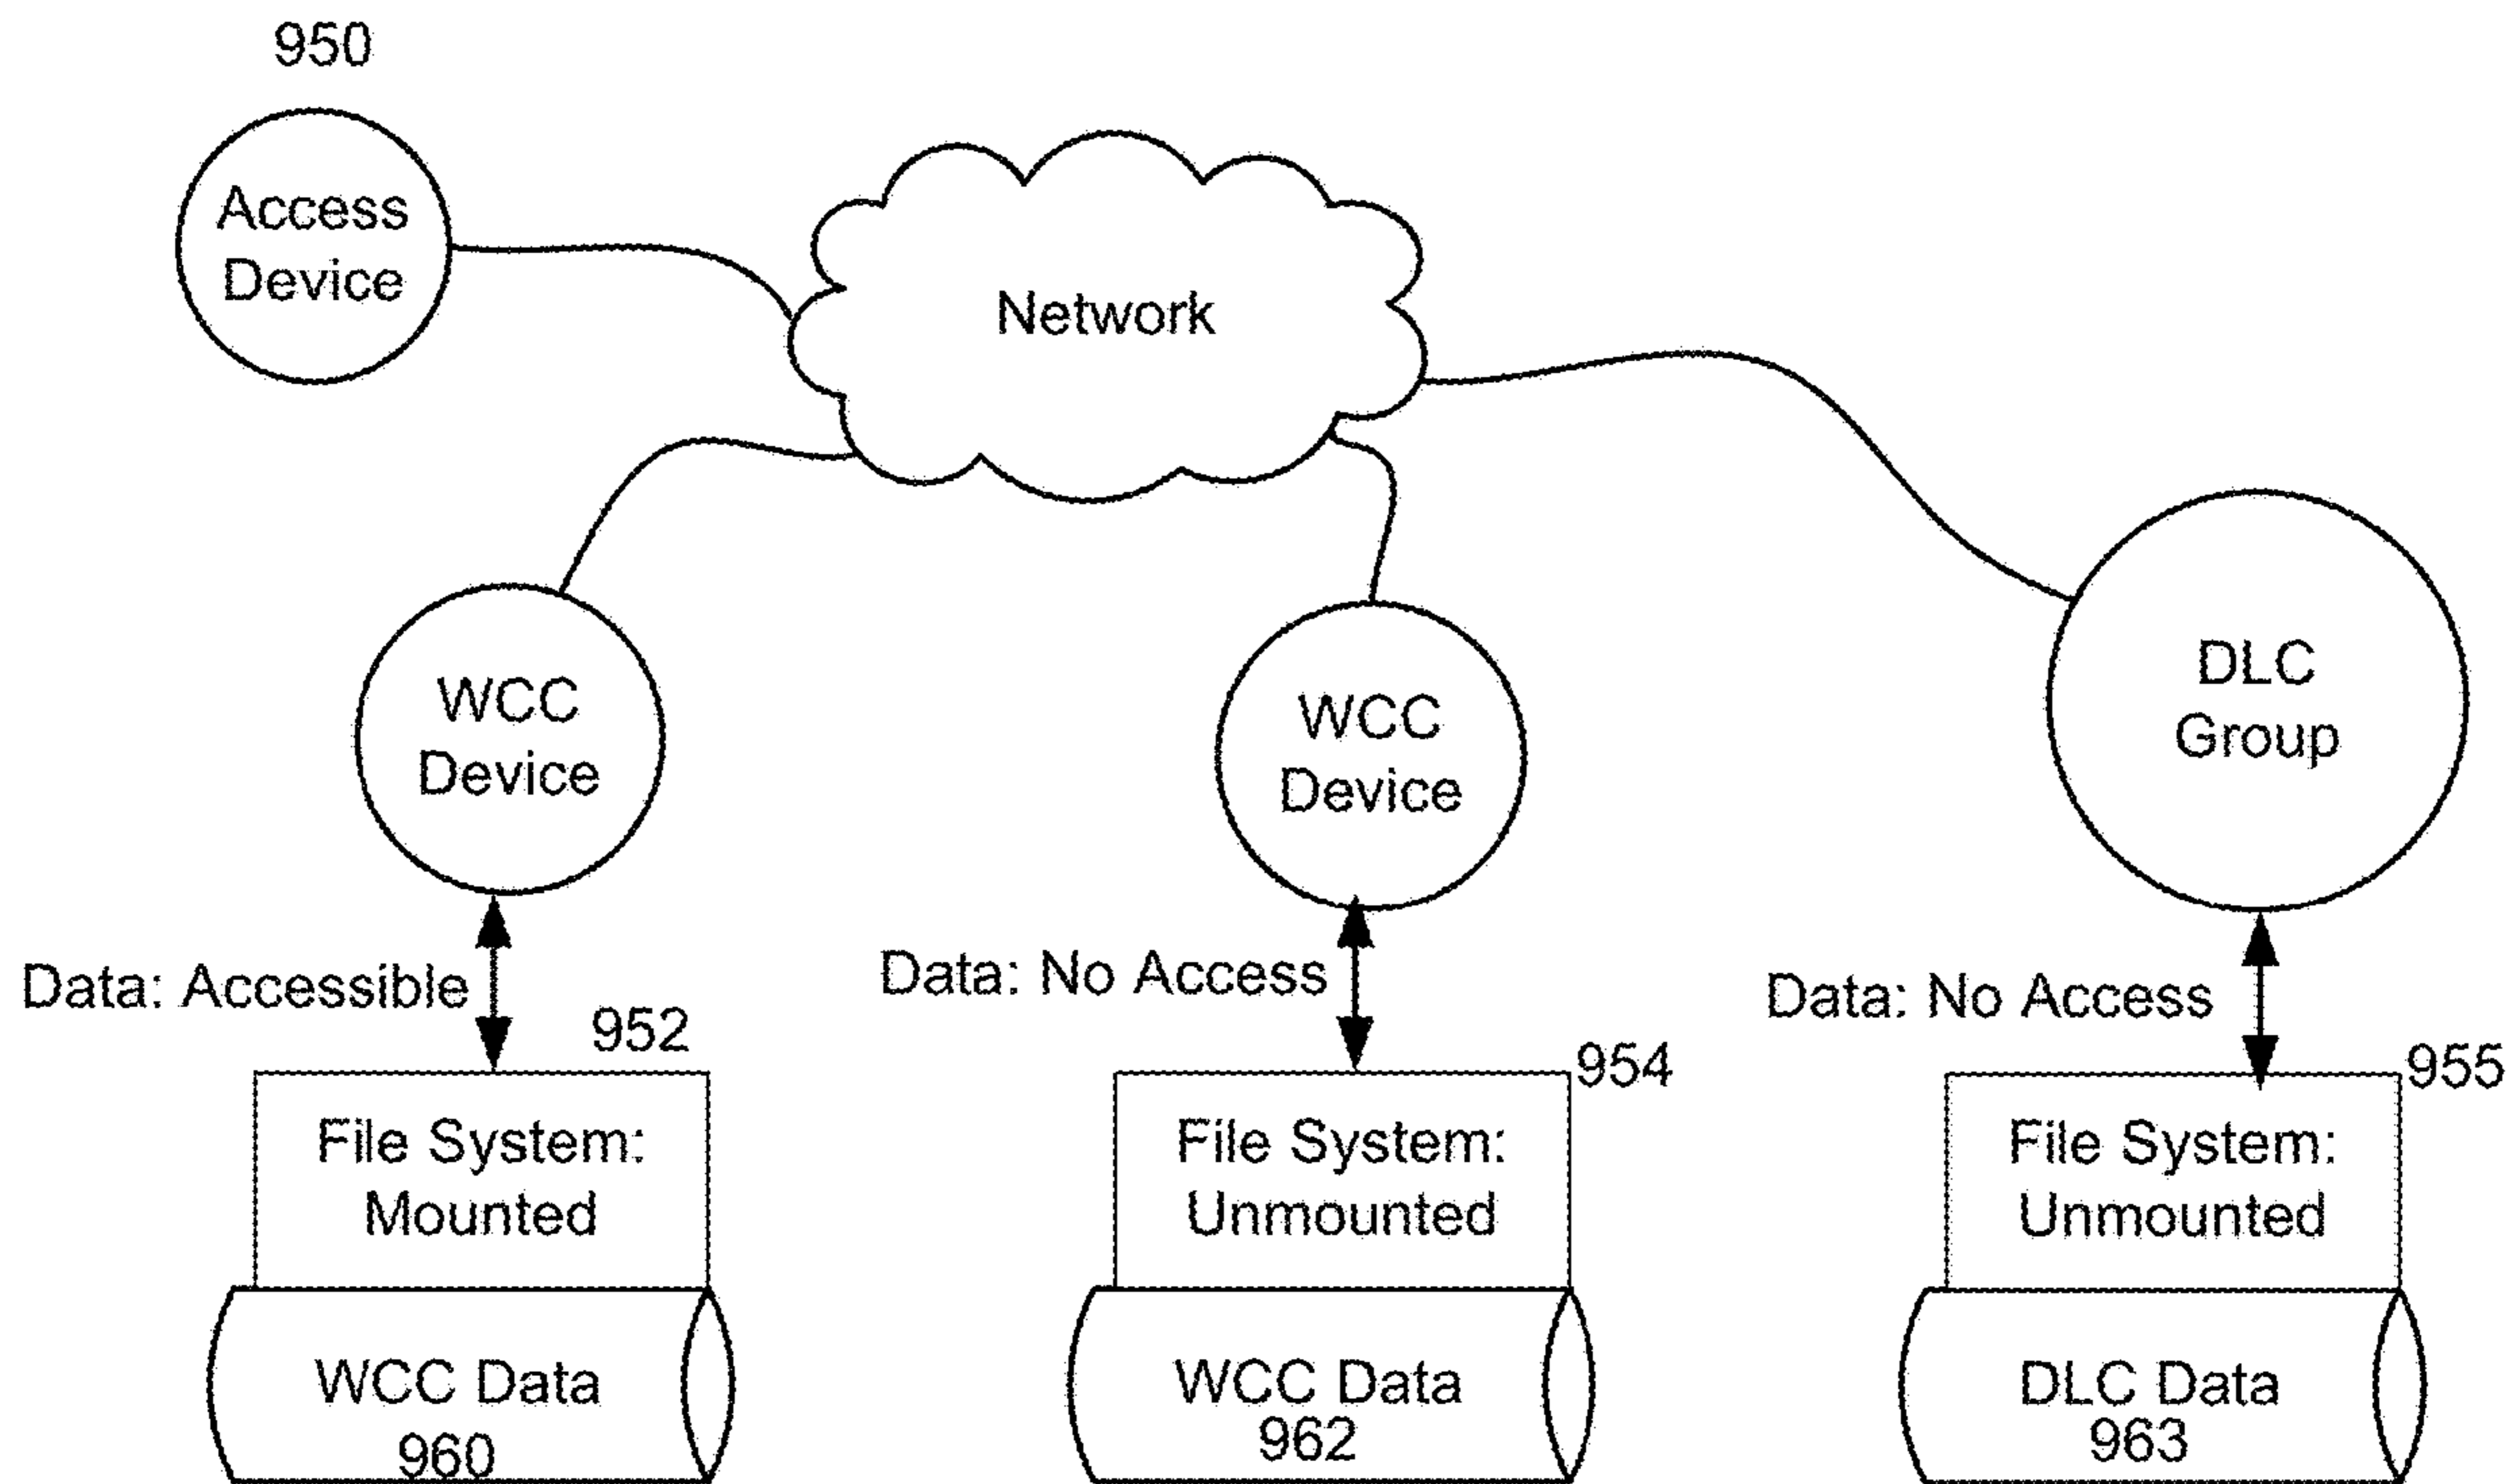 950
Access
Device
Network
WCC
Device
WCC
Device
DLC
Group
Data: Accessible
Data: No Access
Data: No Access
952
954
955
File System:
Mounted
File System:
Unmounted
File System:
Unmounted
WCC Data
960
WCC Data
962
DLC Data
963